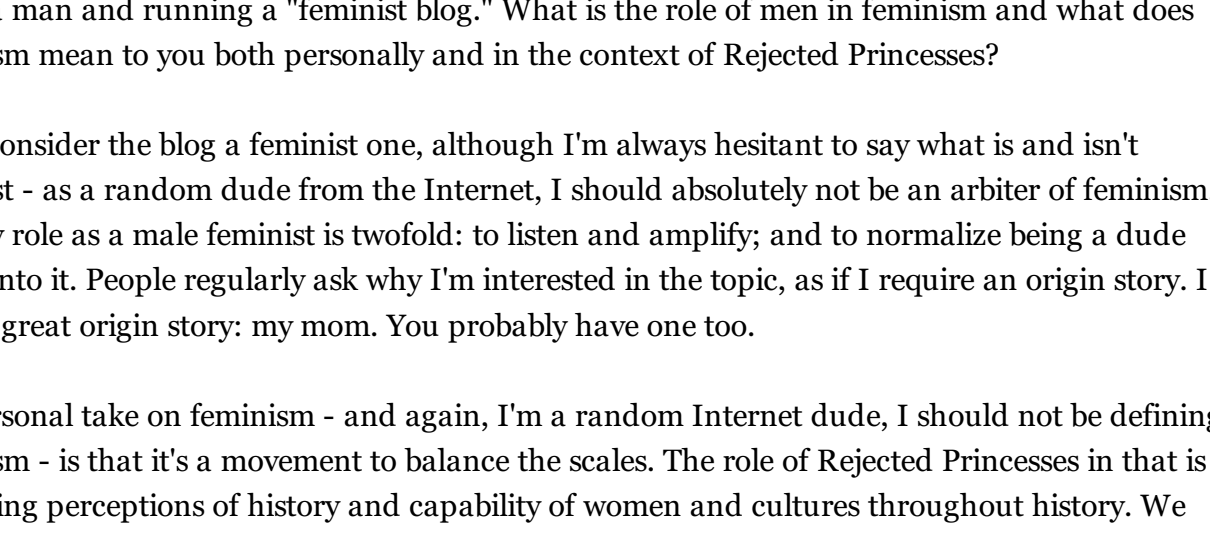 man and running a "feminist blog." What is the role of men in feminism and what does
sm mean to you both personally and in the context of Rejected Princesses?
onsider the blog a feminist one, although I'm always hesitant to say what is and isn't
st - as a random dude from the Internet, I should absolutely not be an arbiter of feminism
role as a male feminist is twofold: to listen and amplify; and to normalize being a dude
nto it. People regularly ask why I'm interested in the topic, as if I require an origin story. I
great origin story: my mom. You probably have one too.
rsonal take on feminism - and again, I'm a random Internet dude, I should not be defining
sm - is that it's a movement to balance the scales. The role of Rejected Princesses in that is
ing perceptions of history and capability of women and cultures throughout history. We